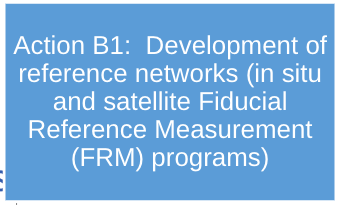 Action B1:  Development of
reference networks (in situ
and satellite Fiducial
Reference Measurement
(FRM) programs)